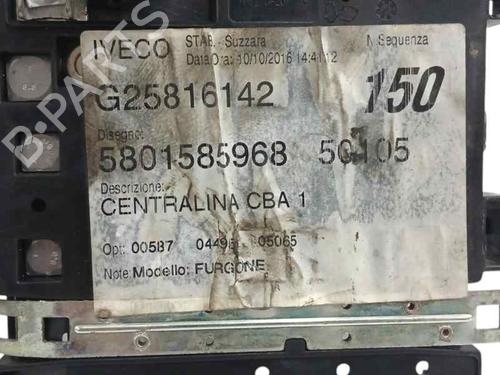 IVECO STAB.-Suzzara N.Sequenza
Data Ora: 10/10/2016 14:41:12
G25816142 150
Disegno:
5801585968 50105
Descrizione:
CENTRALINA CBA 1
Opt: 00587 05065
Note: Modello: FURGONE
B-PARTS